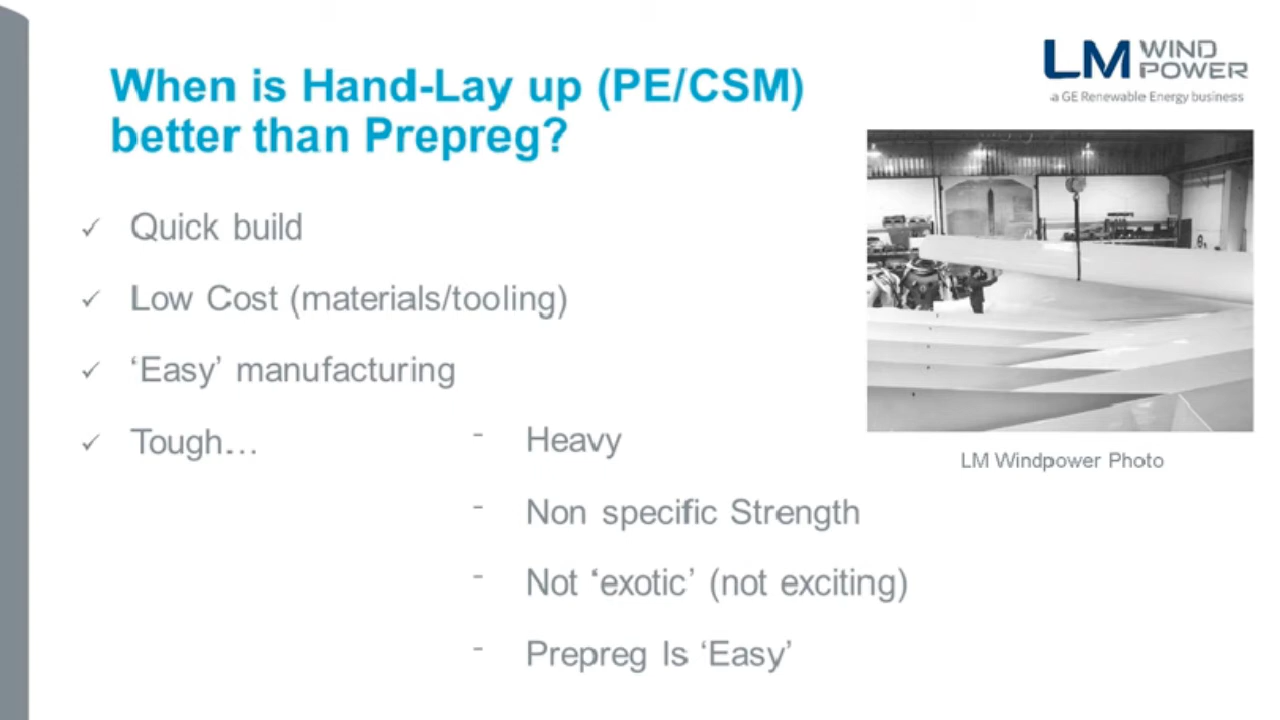 When is Hand-Lay up (PE/CSM)
better than Prepreg?
LM WIND
POWER
a GE Renewable Energy business
✓ Quick build
✓ Low Cost (materials/tooling)
✓ ‘Easy’ manufacturing
✓ Tough…
- Heavy
- Non specific Strength
- Not ‘exotic’ (not exciting)
- Prepreg Is ‘Easy’
LM Windpower Photo